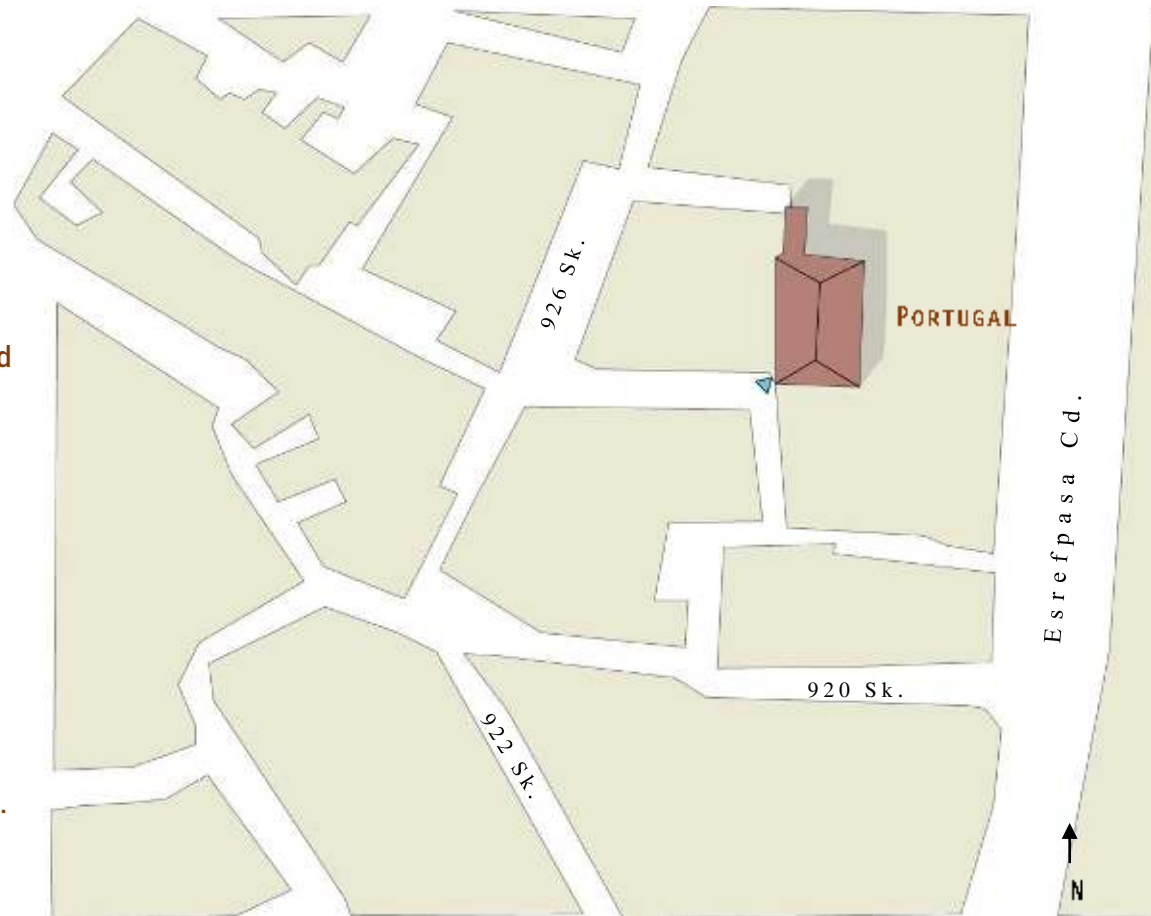 926 Sk.
PORTUGAL
d
Esrefpasa Cd.
920 Sk.
922 Sk.
.
N